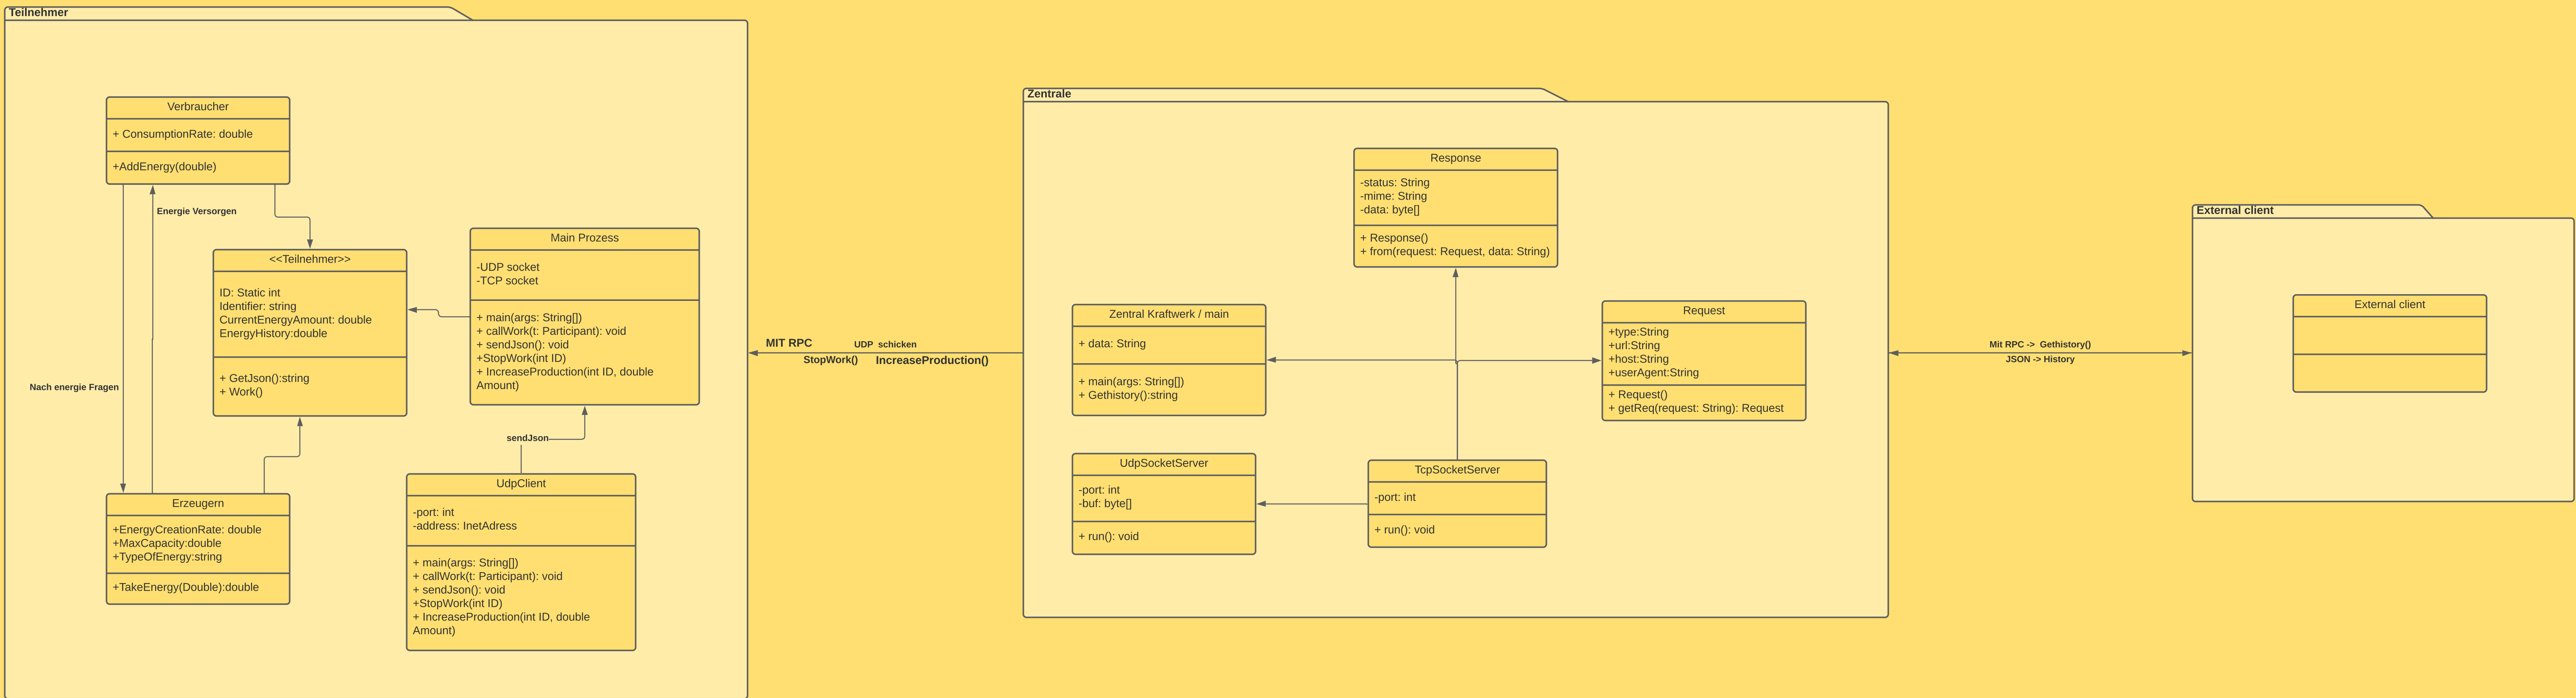 Teilnehmer
Verbraucher
+ ConsumptionRate: double
+AddEnergy(double)
Energie Versorgen
Nach energie Fragen
<<Teilnehmer>>
ID: Static int
Identifier: string
CurrentEnergyAmount: double
EnergyHistory:double
+ GetJson():string
+ Work()
Main Prozess
-UDP socket
-TCP socket
+ main(args: String[])
+ callWork(t: Participant): void
+ sendJson(): void
+StopWork(int ID)
+ IncreaseProduction(int ID, double
Amount)
sendJson
Erzeugern
+EnergyCreationRate: double
+MaxCapacity:double
+TypeOfEnergy:string
+TakeEnergy(Double):double
UdpClient
-port: int
-address: InetAdress
+ main(args: String[])
+ callWork(t: Participant): void
+ sendJson(): void
+StopWork(int ID)
+ IncreaseProduction(int ID, double
Amount)
MIT RPC
UDP schicken
StopWork()
IncreaseProduction()
Zentrale
Response
-status: String
-mime: String
-data: byte[]
+ Response()
+ from(request: Request, data: String)
Zentral Kraftwerk / main
+ data: String
+ main(args: String[])
+ Gethistory():string
Request
+type:String
+url:String
+host:String
+userAgent:String
+ Request()
+ getReq(request: String): Request
UdpSocketServer
-port: int
-buf: byte[]
+ run(): void
TcpSocketServer
-port: int
+ run(): void
Mit RPC -> Gethistory()
JSON -> History
External client
External client